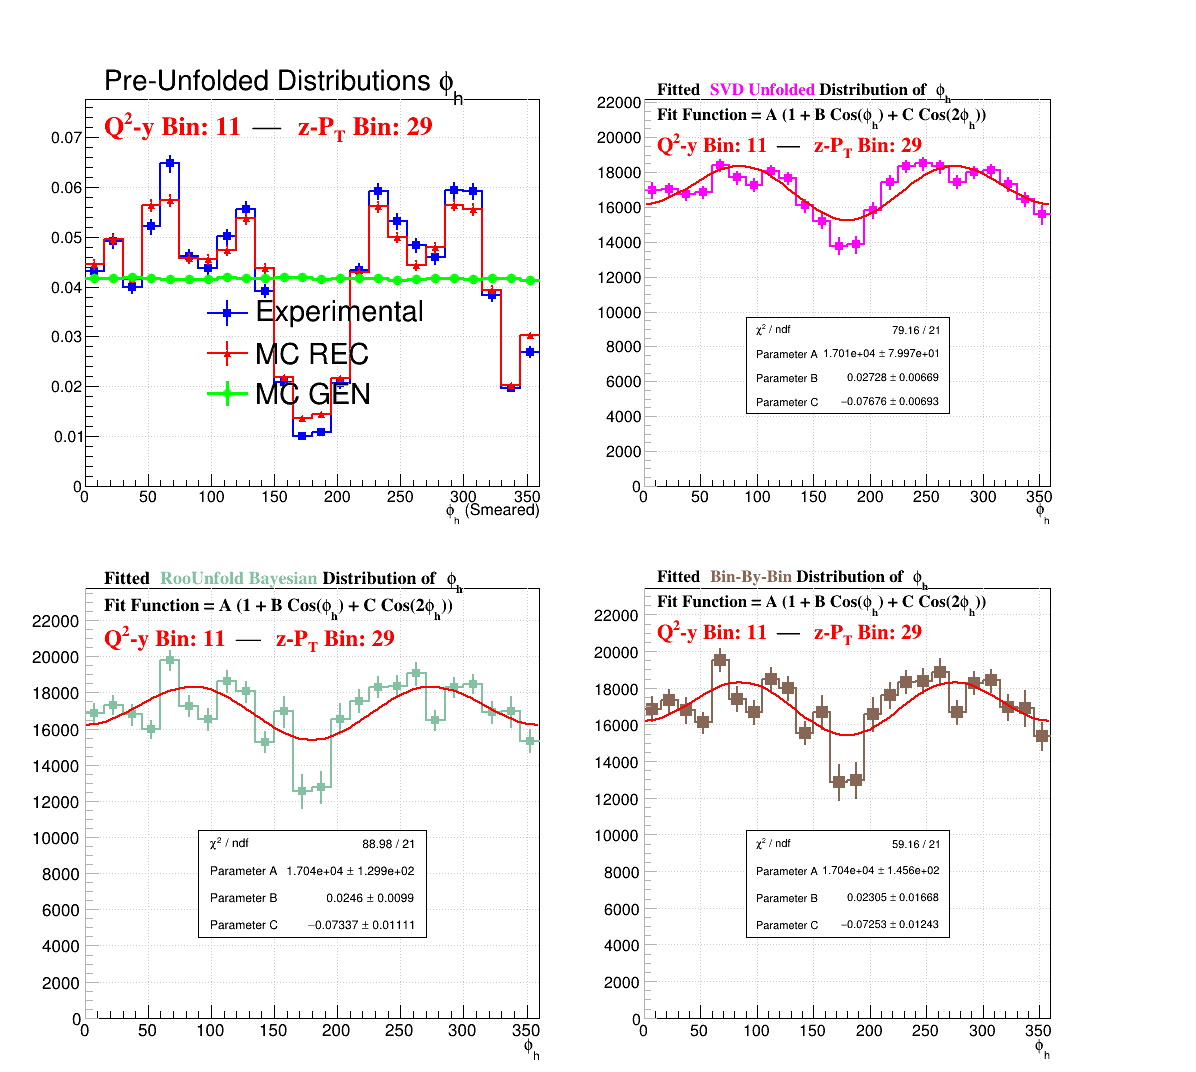 Pre-Unfolded Distributions ϕh
Q²-y Bin: 11 — z-PT Bin: 29
0.07
0.06
0.05
0.04
0.03
0.02
0.01
0
Experimental
MC REC
MC GEN
0 50 100 150 200 250 300 350
ϕh (Smeared)
Fitted SVD Unfolded Distribution of ϕh
Fit Function = A (1 + B Cos(ϕh) + C Cos(2ϕh))
Q²-y Bin: 11 — z-PT Bin: 29
22000
20000
18000
16000
14000
12000
10000
8000
6000
4000
2000
0
χ² / ndf 79.16 / 21
Parameter A 1.701e+04 ± 7.997e+01
Parameter B 0.02728 ± 0.00669
Parameter C −0.07676 ± 0.00693
0 50 100 150 200 250 300 350
ϕh
Fitted RooUnfold Bayesian Distribution of ϕh
Fit Function = A (1 + B Cos(ϕh) + C Cos(2ϕh))
Q²-y Bin: 11 — z-PT Bin: 29
22000
20000
18000
16000
14000
12000
10000
8000
6000
4000
2000
0
χ² / ndf 88.98 / 21
Parameter A 1.704e+04 ± 1.299e+02
Parameter B 0.0246 ± 0.0099
Parameter C −0.07337 ± 0.01111
0 50 100 150 200 250 300 350
ϕh
Fitted Bin-By-Bin Distribution of ϕh
Fit Function = A (1 + B Cos(ϕh) + C Cos(2ϕh))
Q²-y Bin: 11 — z-PT Bin: 29
22000
20000
18000
16000
14000
12000
10000
8000
6000
4000
2000
0
χ² / ndf 59.16 / 21
Parameter A 1.704e+04 ± 1.456e+02
Parameter B 0.02305 ± 0.01668
Parameter C −0.07253 ± 0.01243
0 50 100 150 200 250 300 350
ϕh